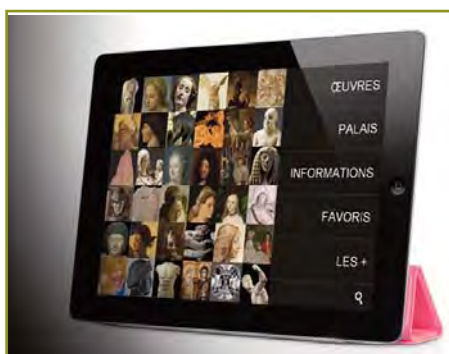 ŒUVRES
PALAIS
INFORMATIONS
FAVORIS
LES +